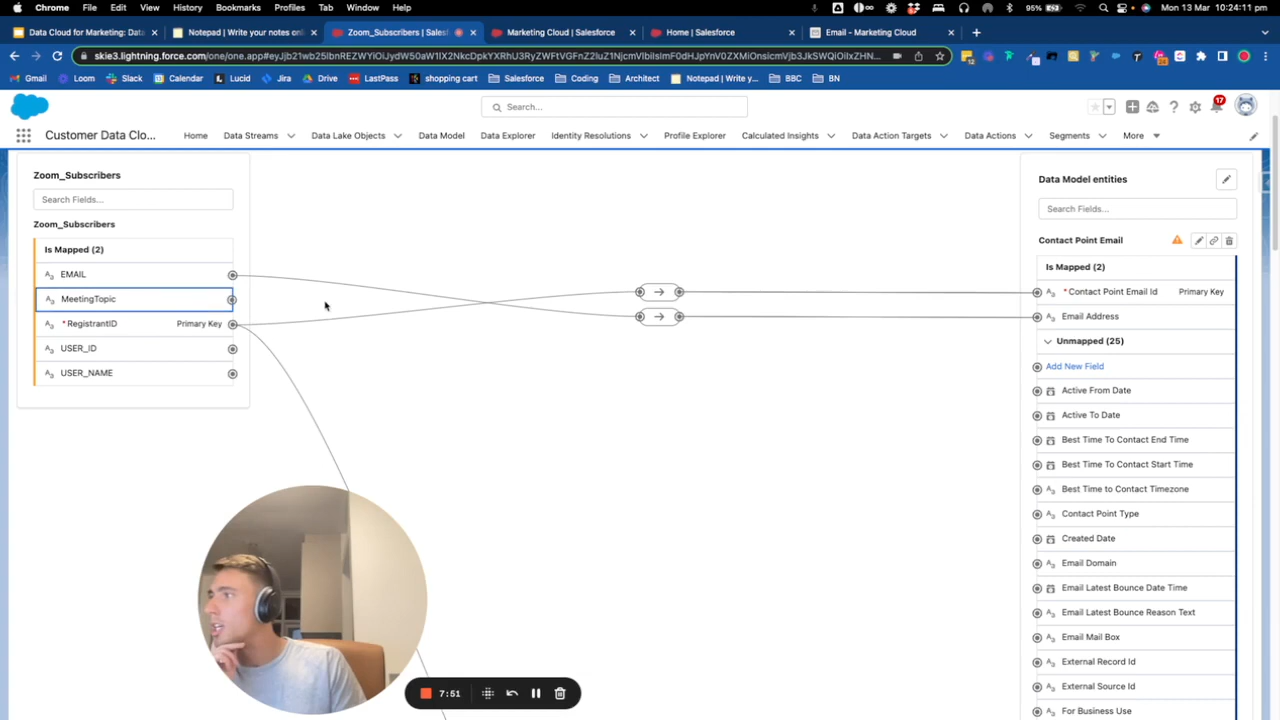 Chrome File Edit View History Bookmarks Profiles Tab Window Help 95% Mon 13 Mar 10:24:11 pm
Data Cloud for Marketing: Data Notepad | Write your notes onli Zoom_Subscribers | Salesf Marketing Cloud | Salesforce Home | Salesforce Email - Marketing Cloud
Gmail Loom Slack Calendar Lucid Jira Drive LastPass shopping cart Salesforce Coding Architect Notepad | Write y... BBC BN
Search... 17
Customer Data Clo... Home Data Streams Data Lake Objects Data Model Data Explorer Identity Resolutions Profile Explorer Calculated Insights Data Action Targets Data Actions Segments More
Zoom_Subscribers
Search Fields...
Zoom_Subscribers
Is Mapped (2)
EMAIL
MeetingTopic
* RegistrantID Primary Key
USER_ID
USER_NAME
Data Model entities
Search Fields...
Contact Point Email
Is Mapped (2)
* Contact Point Email Id Primary Key
Email Address
Unmapped (25)
Add New Field
Active From Date
Active To Date
Best Time To Contact End Time
Best Time To Contact Start Time
Best Time to Contact Timezone
Contact Point Type
Created Date
Email Domain
Email Latest Bounce Date Time
Email Latest Bounce Reason Text
Email Mail Box
External Record Id
External Source Id
For Business Use
7:51